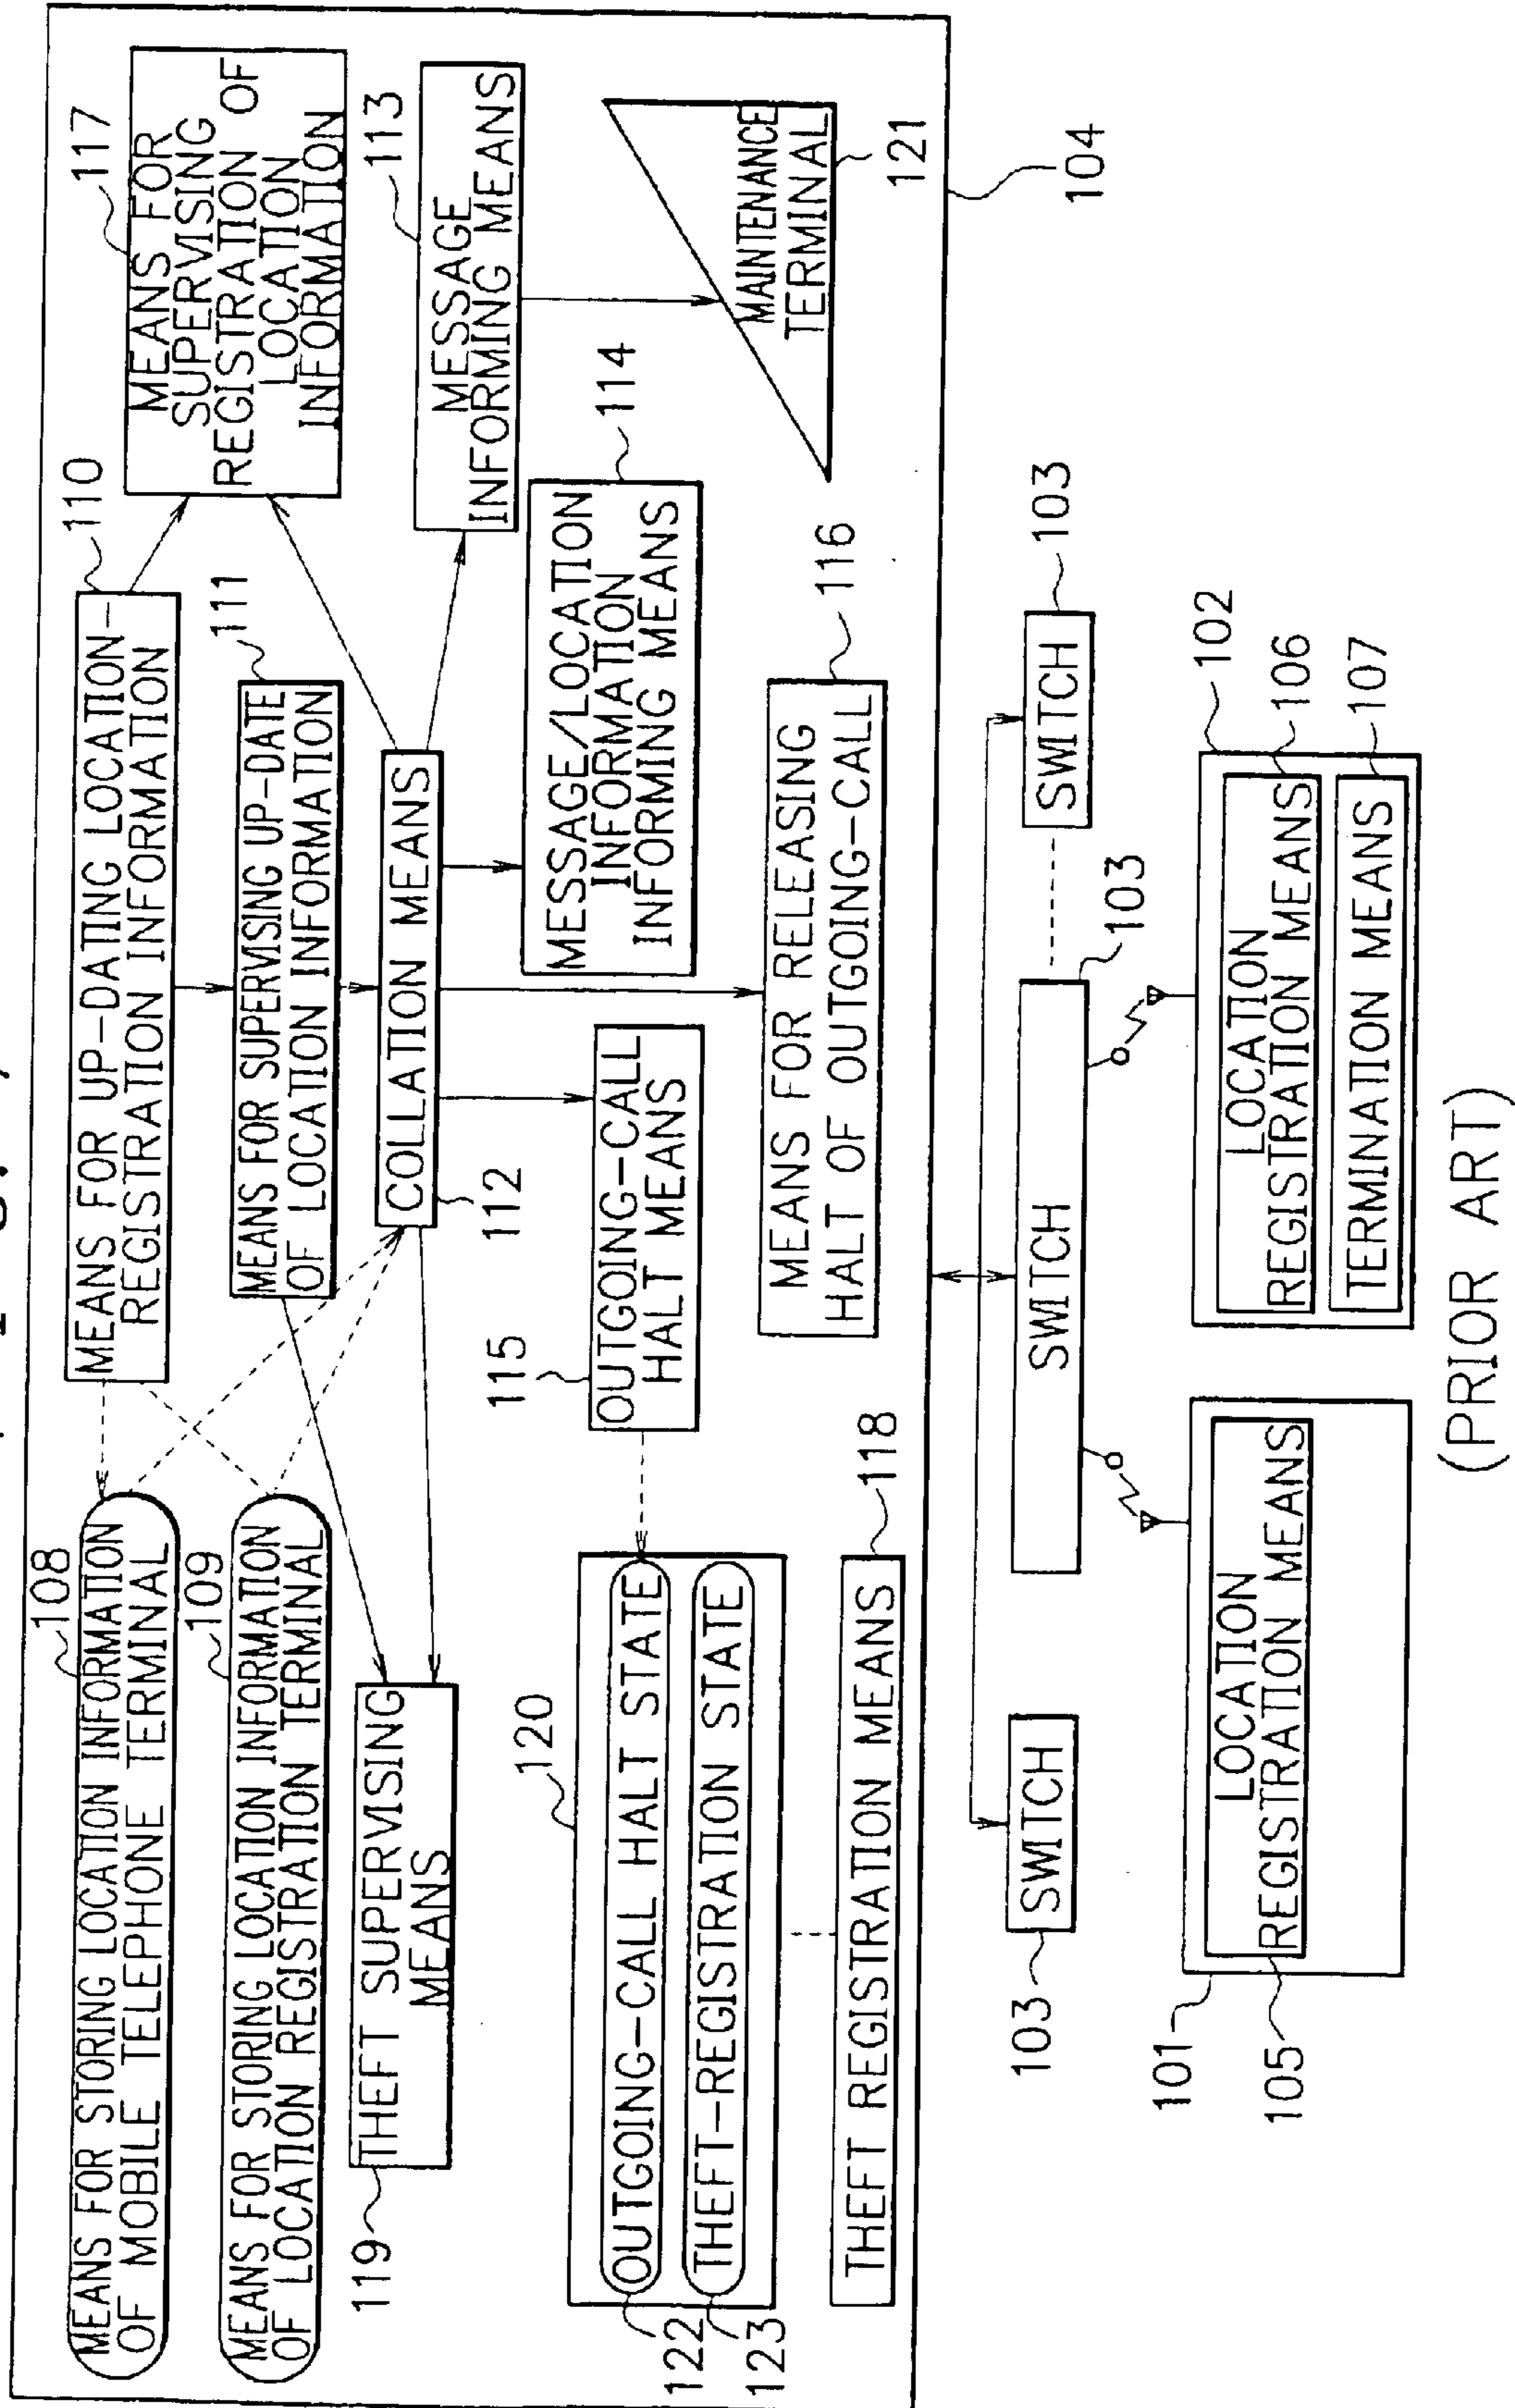 108
MEANS FOR STORING LOCATION INFORMATION
OF MOBILE TELEPHONE TERMINAL
109
MEANS FOR STORING LOCATION INFORMATION
OF LOCATION REGISTRATION TERMINAL
110
MEANS FOR UP-DATING LOCATION-
REGISTRATION INFORMATION
111
MEANS FOR SUPERVISING UP-DATE
OF LOCATION INFORMATION
117
MEANS FOR
SUPERVISING
REGISTRATION OF
LOCATION
INFORMATION
COLLATION MEANS
112
113
MESSAGE
INFORMING MEANS
119
THEFT SUPERVISING
MEANS
114
MESSAGE/LOCATION
INFORMATION
INFORMING MEANS
MAINTENANCE
TERMINAL
121
115
OUTGOING-CALL
HALT MEANS
116
MEANS FOR RELEASING
HALT OF OUTGOING-CALL
120
OUTGOING-CALL HALT STATE
THEFT-REGISTRATION STATE
122
123
118
THEFT REGISTRATION MEANS
104
103
SWITCH
SWITCH
103
SWITCH
103
101
105
LOCATION
REGISTRATION MEANS
102
LOCATION
REGISTRATION MEANS
106
TERMINATION MEANS
107
(PRIOR ART)